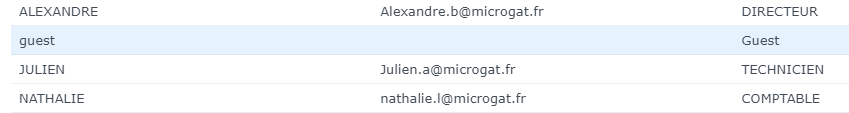 ALEXANDRE Alexandre.b@microgat.fr DIRECTEUR
guest Guest
JULIEN Julien.a@microgat.fr TECHNICIEN
NATHALIE nathalie.l@microgat.fr COMPTABLE